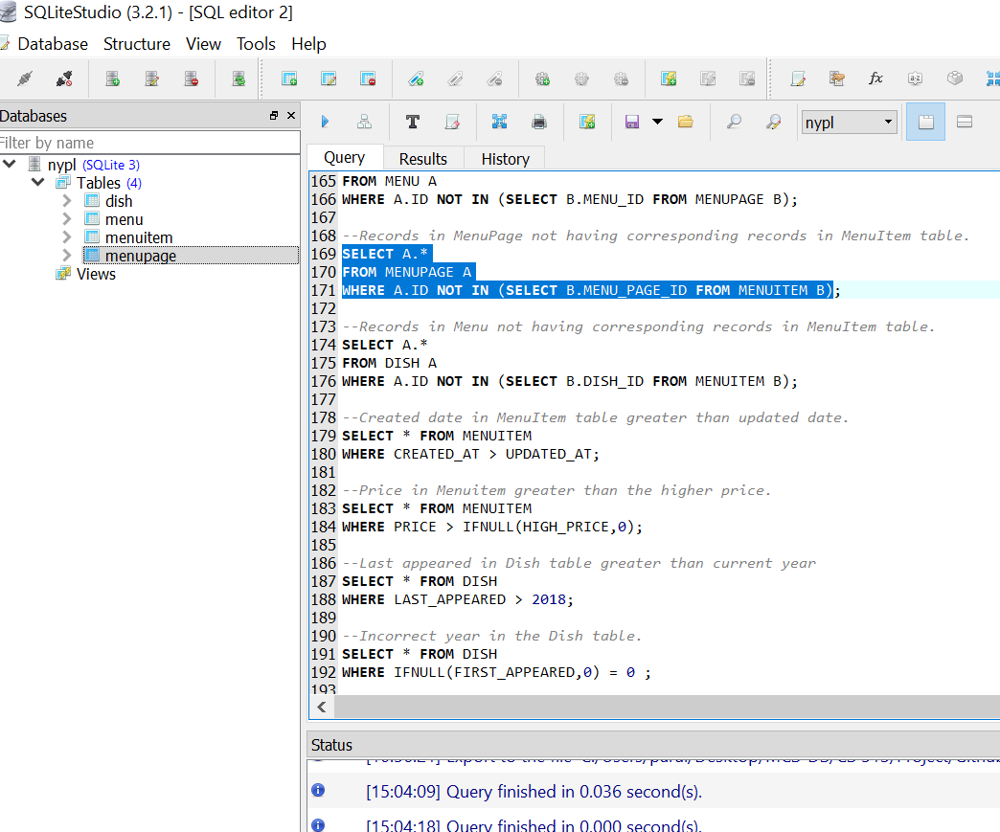 SQLiteStudio (3.2.1) - [SQL editor 2]
Database Structure View Tools Help
Databases
Filter by name
nypl (SQLite 3)
Tables (4)
dish
menu
menuitem
menupage
Views
nypl
Query Results History
165 FROM MENU A
166 WHERE A.ID NOT IN (SELECT B.MENU_ID FROM MENUPAGE B);
167
168 --Records in MenuPage not having corresponding records in MenuItem table.
169 SELECT A.*
170 FROM MENUPAGE A
171 WHERE A.ID NOT IN (SELECT B.MENU_PAGE_ID FROM MENUITEM B);
172
173 --Records in Menu not having corresponding records in MenuItem table.
174 SELECT A.*
175 FROM DISH A
176 WHERE A.ID NOT IN (SELECT B.DISH_ID FROM MENUITEM B);
177
178 --Created date in MenuItem table greater than updated date.
179 SELECT * FROM MENUITEM
180 WHERE CREATED_AT > UPDATED_AT;
181
182 --Price in Menuitem greater than the higher price.
183 SELECT * FROM MENUITEM
184 WHERE PRICE > IFNULL(HIGH_PRICE,0);
185
186 --Last appeared in Dish table greater than current year
187 SELECT * FROM DISH
188 WHERE LAST_APPEARED > 2018;
189
190 --Incorrect year in the Dish table.
191 SELECT * FROM DISH
192 WHERE IFNULL(FIRST_APPEARED,0) = 0 ;
193
Status
[15:04:09] Query finished in 0.036 second(s).
[15:04:18] Query finished in 0.000 second(s).